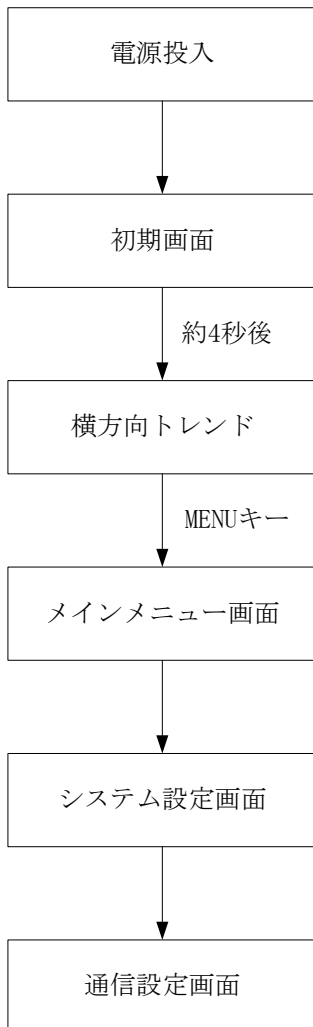 電源投入
初期画面
約4秒後
横方向トレンド
MENUキー
メインメニュー画面
システム設定画面
通信設定画面